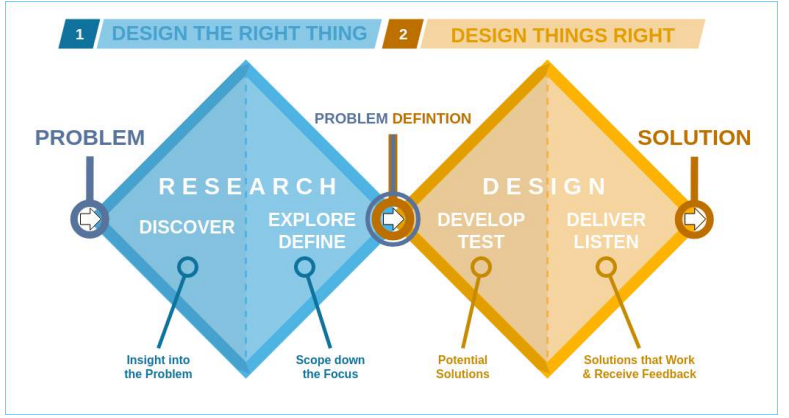 1 DESIGN THE RIGHT THING
2 DESIGN THINGS RIGHT
PROBLEM
PROBLEM DEFINTION
SOLUTION
RESEARCH
DESIGN
DISCOVER
EXPLORE
DEFINE
DEVELOP
TEST
DELIVER
LISTEN
Insight into
the Problem
Scope down
the Focus
Potential
Solutions
Solutions that Work
& Receive Feedback